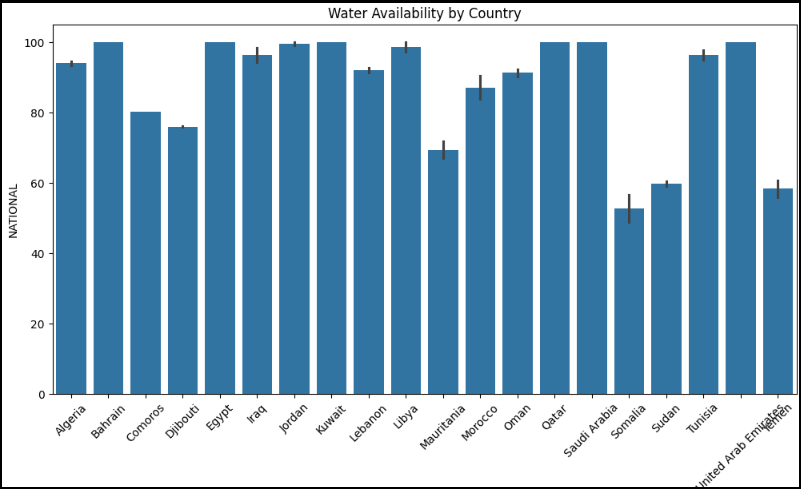 Water Availability by Country
NATIONAL
100
80
60
40
20
0
Algeria
Bahrain
Comoros
Djibouti
Egypt
Iraq
Jordan
Kuwait
Lebanon
Libya
Mauritania
Morocco
Oman
Qatar
Saudi Arabia
Somalia
Sudan
Tunisia
United Arab Emirates
Yemen